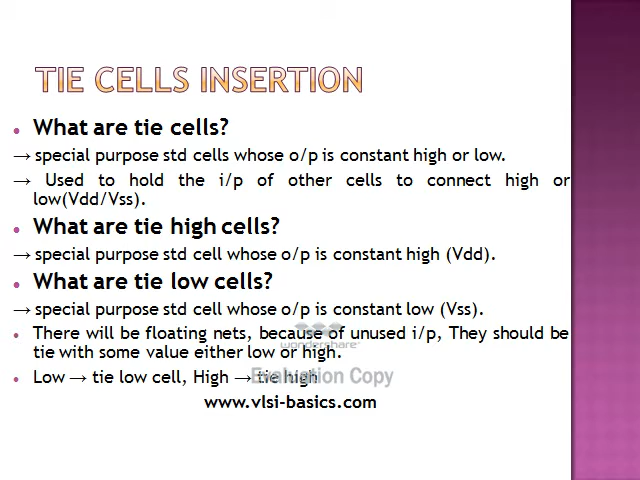 TIE CELLS INSERTION
• What are tie cells?
→ special purpose std cells whose o/p is constant high or low.
→ Used to hold the i/p of other cells to connect high or
low(Vdd/Vss).
• What are tie high cells?
→ special purpose std cell whose o/p is constant high (Vdd).
• What are tie low cells?
→ special purpose std cell whose o/p is constant low (Vss).
• There will be floating nets, because of unused i/p, They should be
tie with some value either low or high.
wondershare
• Low → tie low cell, High → tie high
Evaluation Copy
www.vlsi-basics.com